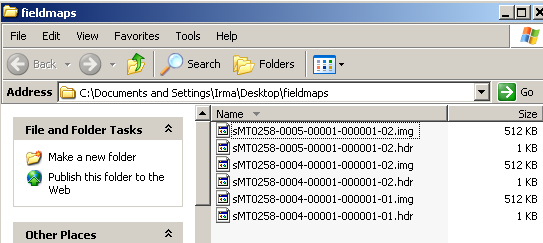 fieldmaps
File Edit View Favorites Tools Help
Back Search Folders
Address C:\Documents and Settings\Irma\Desktop\fieldmaps Go
Name Size
File and Folder Tasks
Make a new folder
Publish this folder to the
Web
Other Places
sMT0258-0005-00001-000001-02.img 512 KB
sMT0258-0005-00001-000001-02.hdr 1 KB
sMT0258-0004-00001-000001-02.img 512 KB
sMT0258-0004-00001-000001-02.hdr 1 KB
sMT0258-0004-00001-000001-01.img 512 KB
sMT0258-0004-00001-000001-01.hdr 1 KB